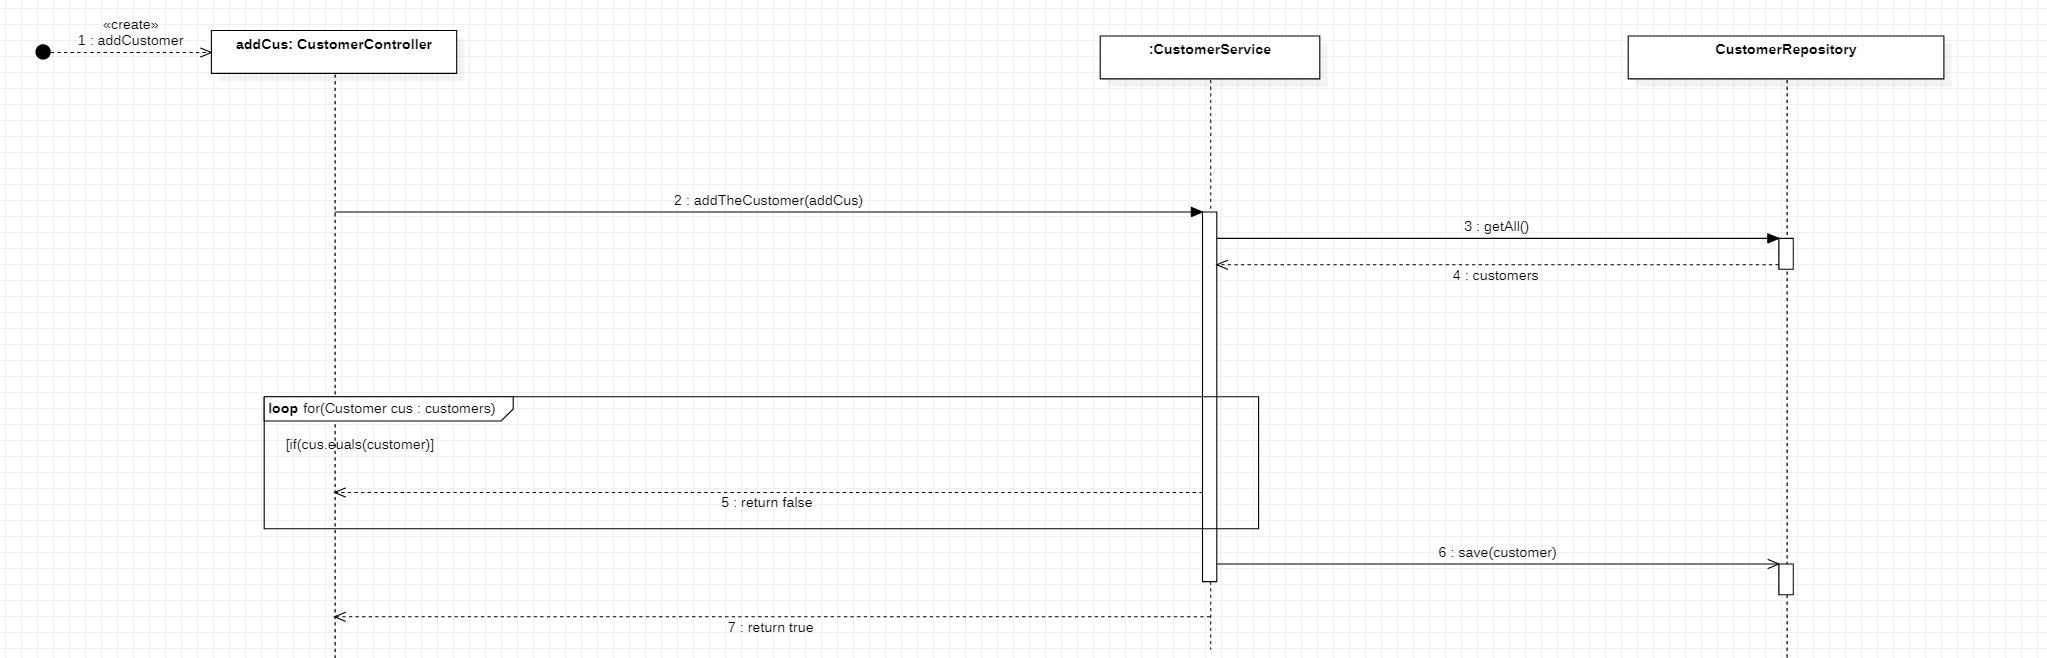 «create»
1 : addCustomer
addCus: CustomerController
:CustomerService
CustomerRepository
2 : addTheCustomer(addCus)
3 : getAll()
4 : customers
loop for(Customer cus : customers)
[if(cus.euals(customer)]
5 : return false
6 : save(customer)
7 : return true